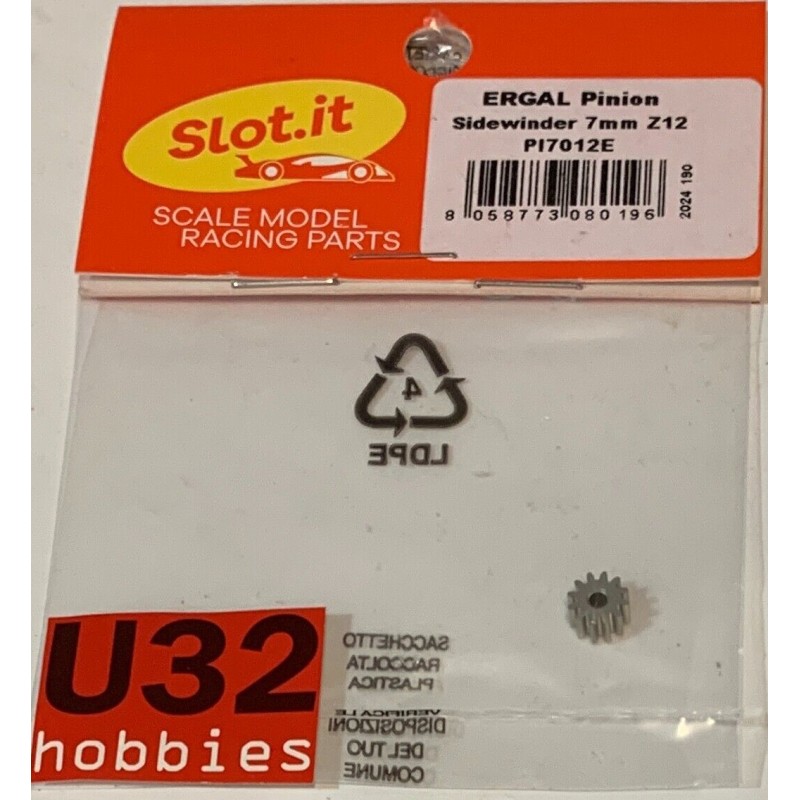 Slot.it
SCALE MODEL
RACING PARTS
ERGAL Pinion
Sidewinder 7mm Z12
PI7012E
8 058773 080196
2024 190
4
LDPE
SACCHETTO
RACCOLTA
PLASTICA
VERIFICA LE
DISPOSIZIONI
DEL TUO
COMUNE
U32
hobbies